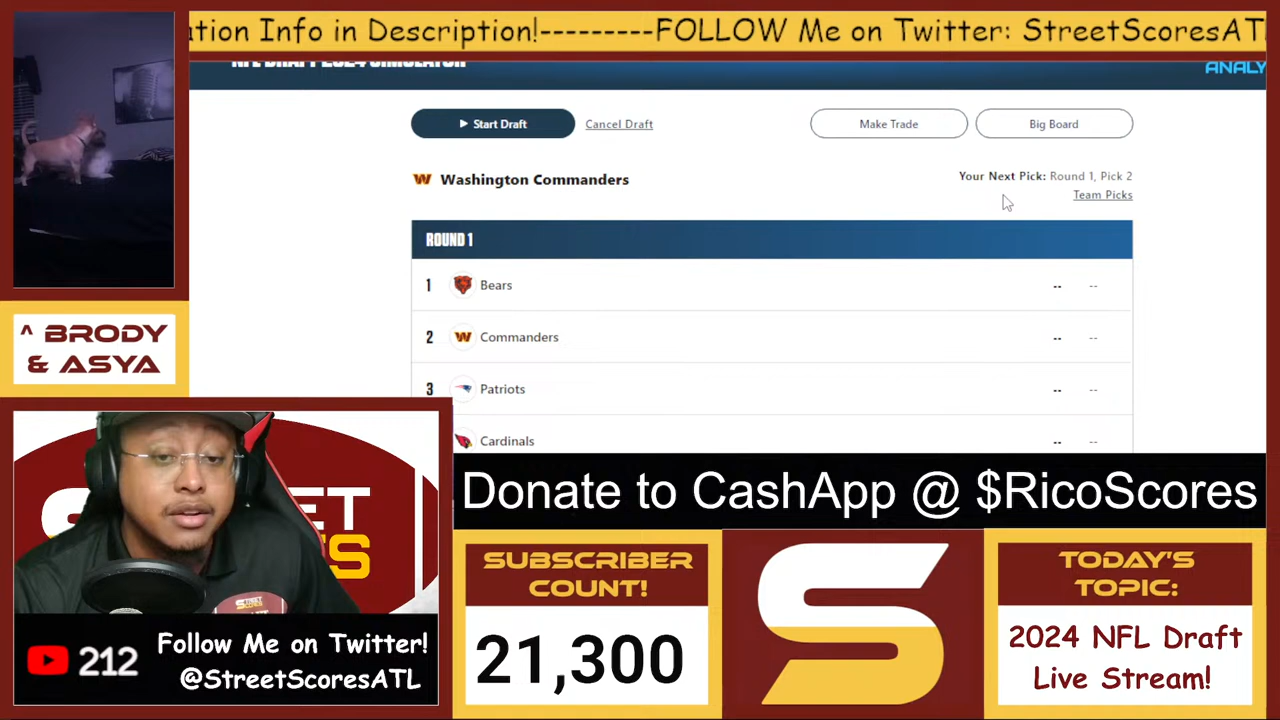 ation Info in Description!---------FOLLOW Me on Twitter: StreetScoresATL
ANALY
Start Draft
Cancel Draft
Make Trade
Big Board
Washington Commanders
Your Next Pick: Round 1, Pick 2
Team Picks
ROUND 1
1 Bears -- --
2 Commanders -- --
3 Patriots -- --
Cardinals -- --
^ BRODY
& ASYA
Donate to CashApp @ $RicoScores
SUBSCRIBER
COUNT!
21,300
TODAY'S
TOPIC:
2024 NFL Draft
Live Stream!
212
Follow Me on Twitter!
@StreetScoresATL